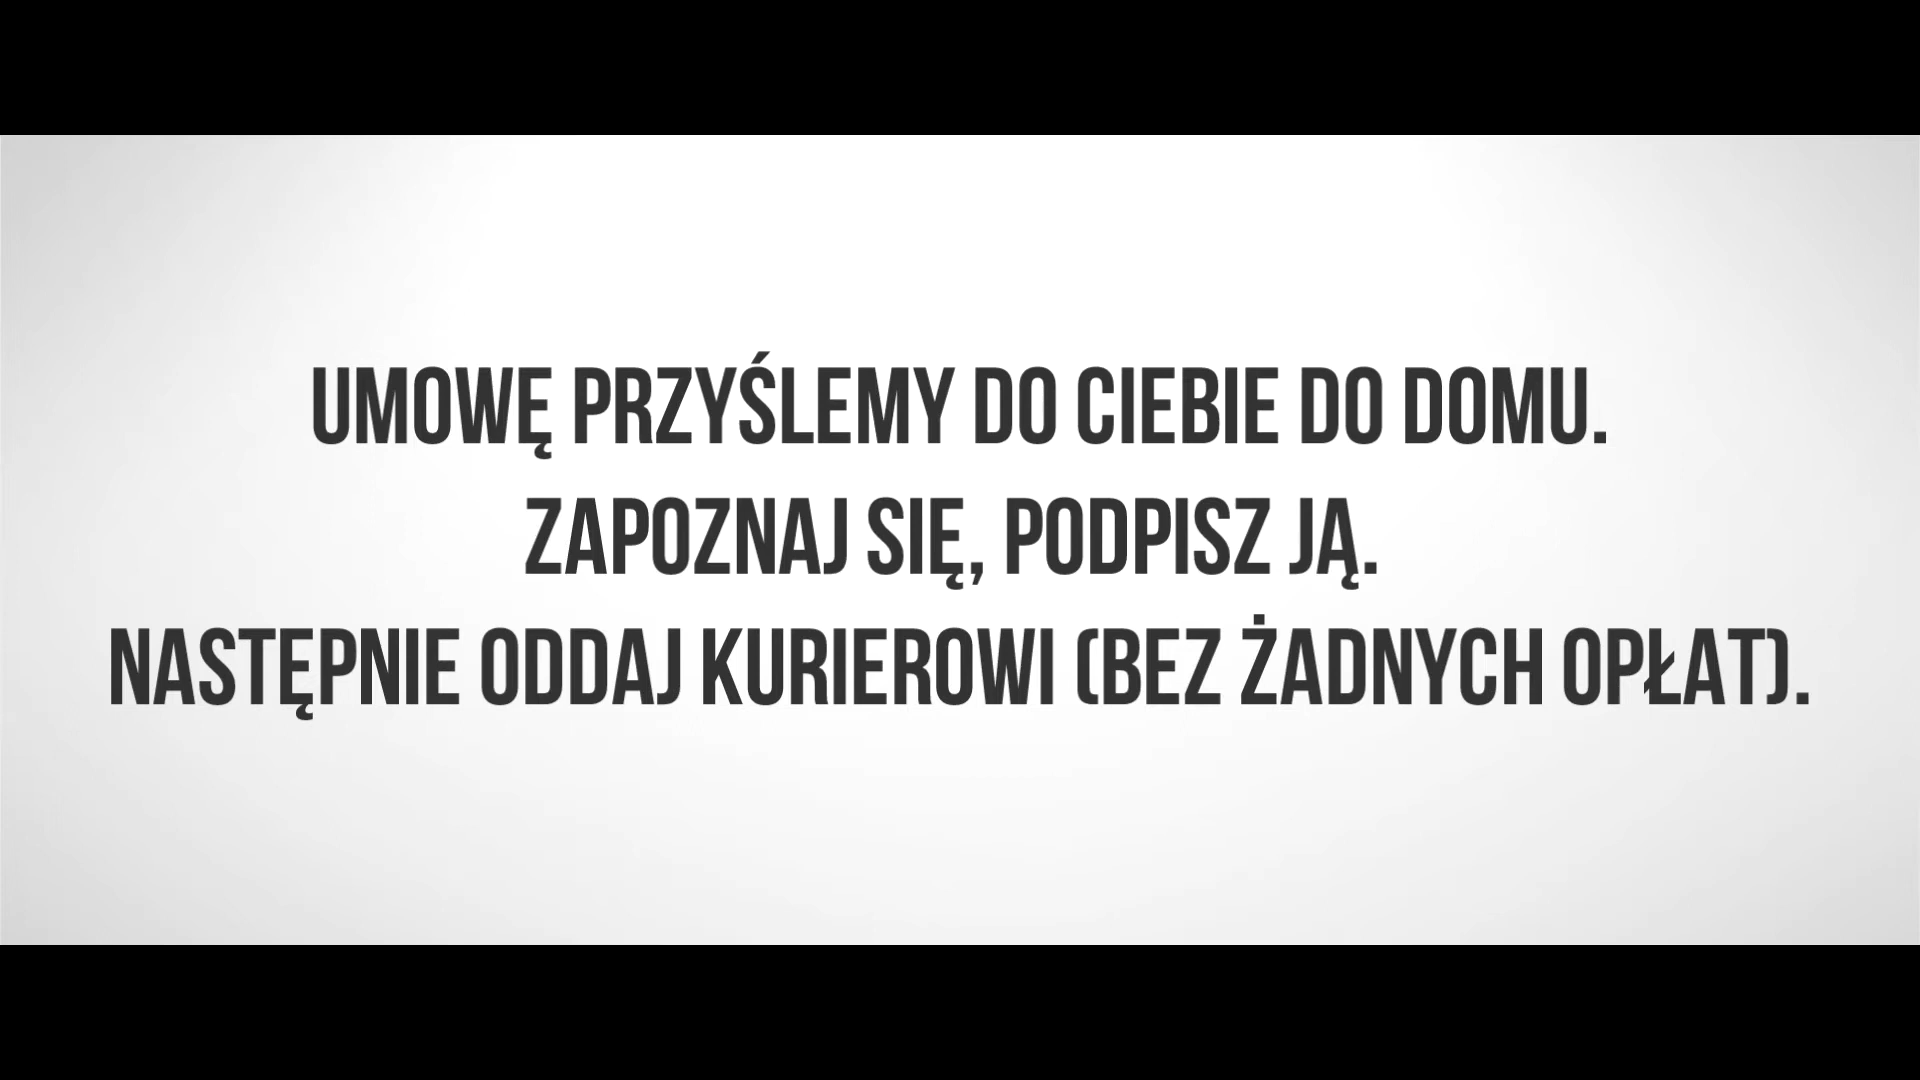 UMOWĘ PRZYŚLEMY DO CIEBIE DO DOMU.
ZAPOZNAJ SIĘ, PODPISZ JĄ.
NASTĘPNIE ODDAJ KURIEROWI (BEZ ŻADNYCH OPŁAT).